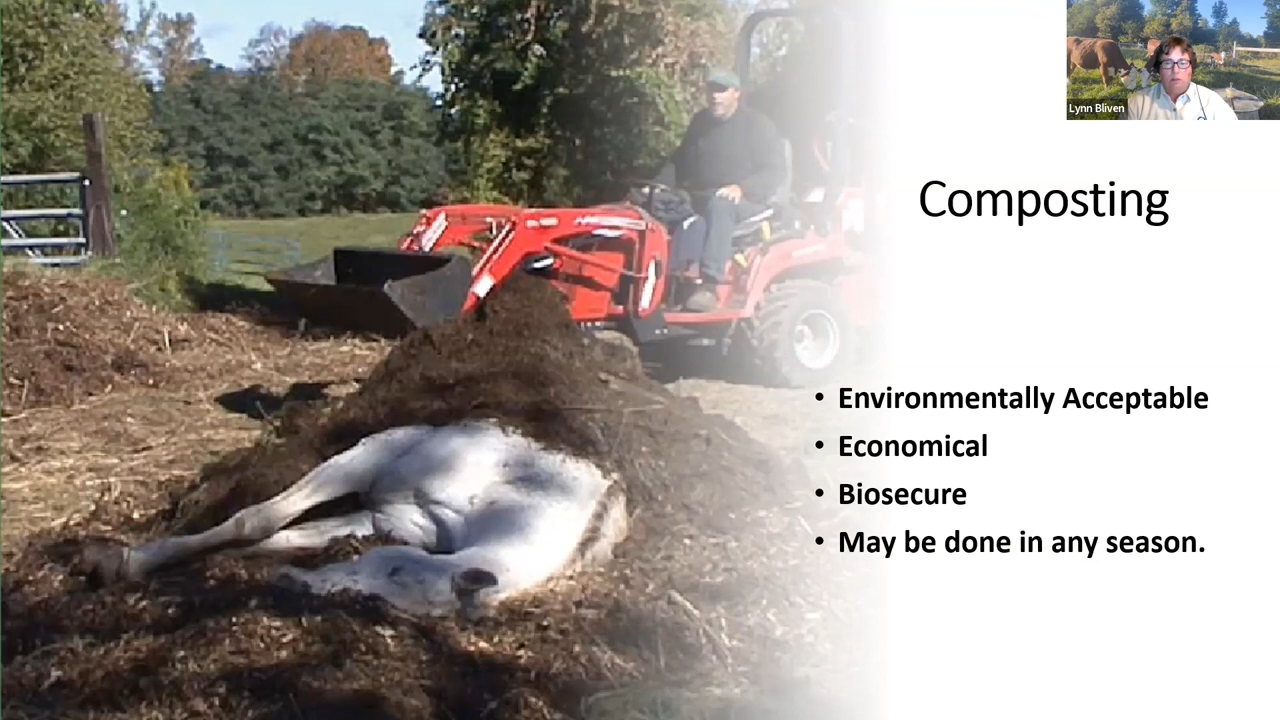 Lynn Bliven
Composting
• Environmentally Acceptable
• Economical
• Biosecure
• May be done in any season.